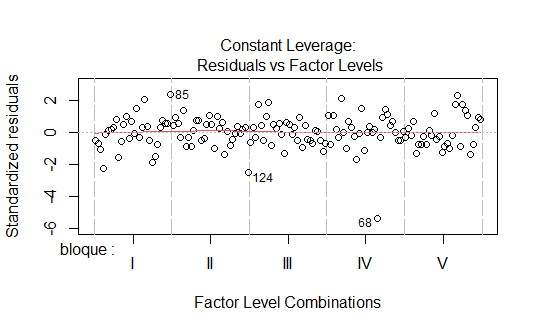 Constant Leverage:
Residuals vs Factor Levels
Standardized residuals
2
0
-2
-4
-6
85
124
68
bloque :
I II III IV V
Factor Level Combinations